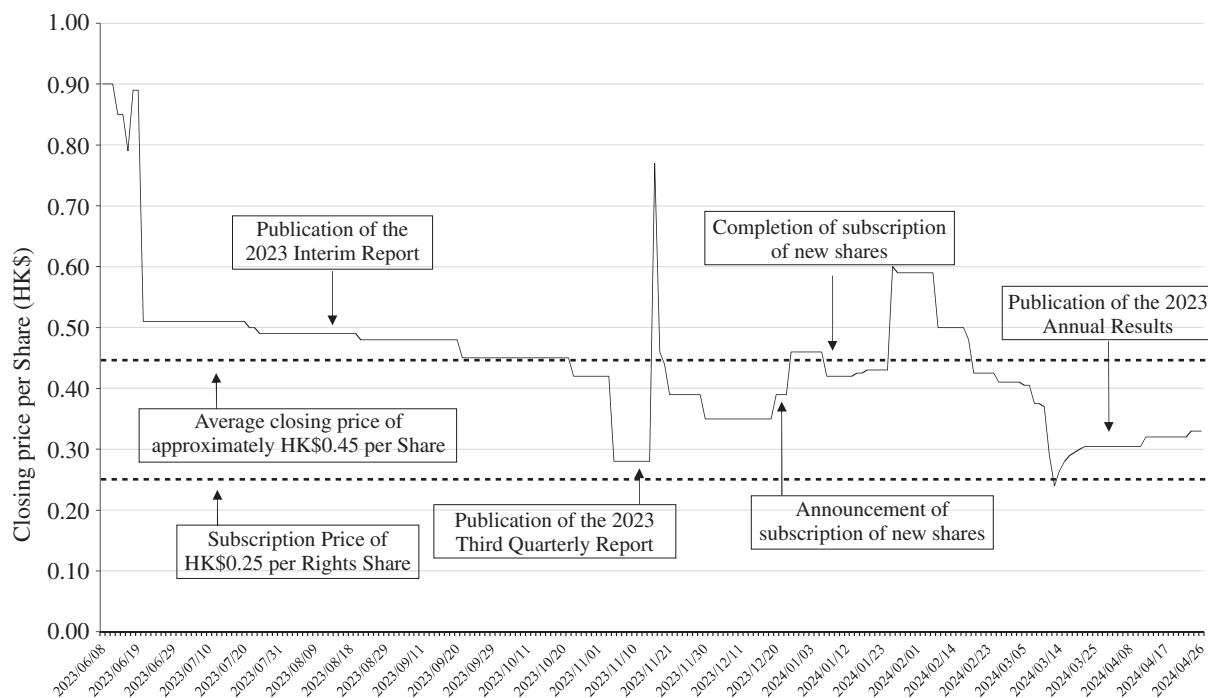 Closing price per Share (HK$)
1.00
0.90
0.80
0.70
0.60
0.50
0.40
0.30
0.20
0.10
0.00
Publication of the
2023 Interim Report
Completion of subscription
of new shares
Publication of the 2023
Annual Results
Average closing price of
approximately HK$0.45 per Share
Subscription Price of
HK$0.25 per Rights Share
Publication of the 2023
Third Quarterly Report
Announcement of
subscription of new shares
2023/06/08
2023/06/19
2023/06/29
2023/07/10
2023/07/20
2023/07/31
2023/08/09
2023/08/18
2023/08/29
2023/09/11
2023/09/20
2023/09/29
2023/10/11
2023/10/20
2023/11/01
2023/11/10
2023/11/21
2023/11/30
2023/12/11
2023/12/20
2024/01/03
2024/01/12
2024/01/23
2024/02/01
2024/02/14
2024/02/23
2024/03/05
2024/03/14
2024/03/25
2024/04/08
2024/04/17
2024/04/26